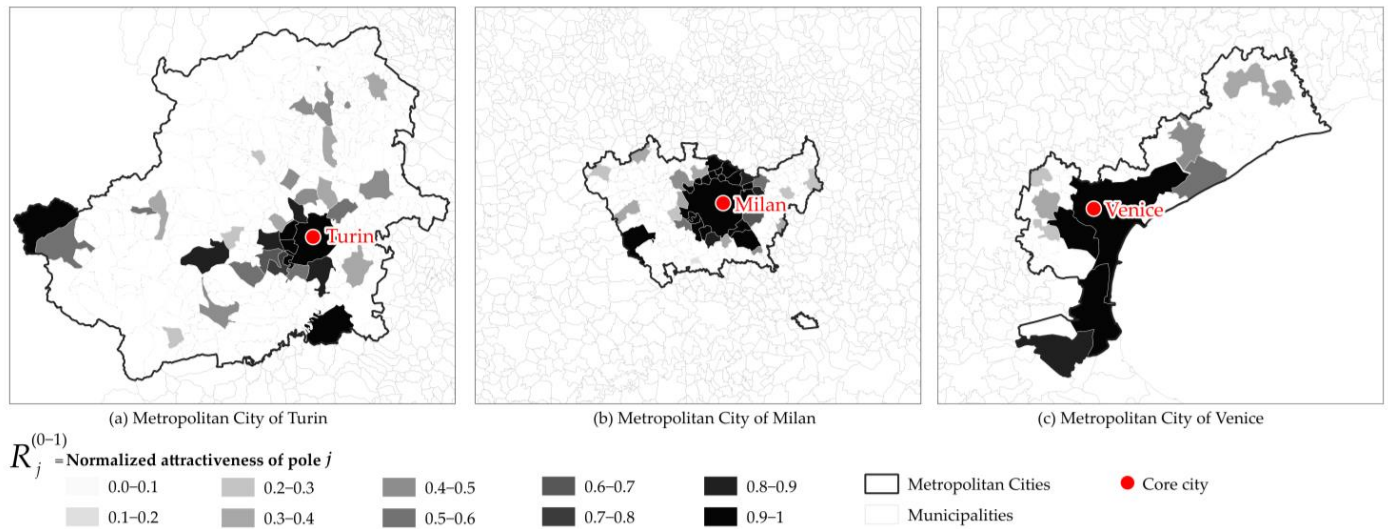 Turin
Milan
Venice
(a) Metropolitan City of Turin
(b) Metropolitan City of Milan
(c) Metropolitan City of Venice
R_j^(0–1) = Normalized attractiveness of pole j
0.0–0.1 0.2–0.3 0.4–0.5 0.6–0.7 0.8–0.9 Metropolitan Cities Core city
0.1–0.2 0.3–0.4 0.5–0.6 0.7–0.8 0.9–1 Municipalities